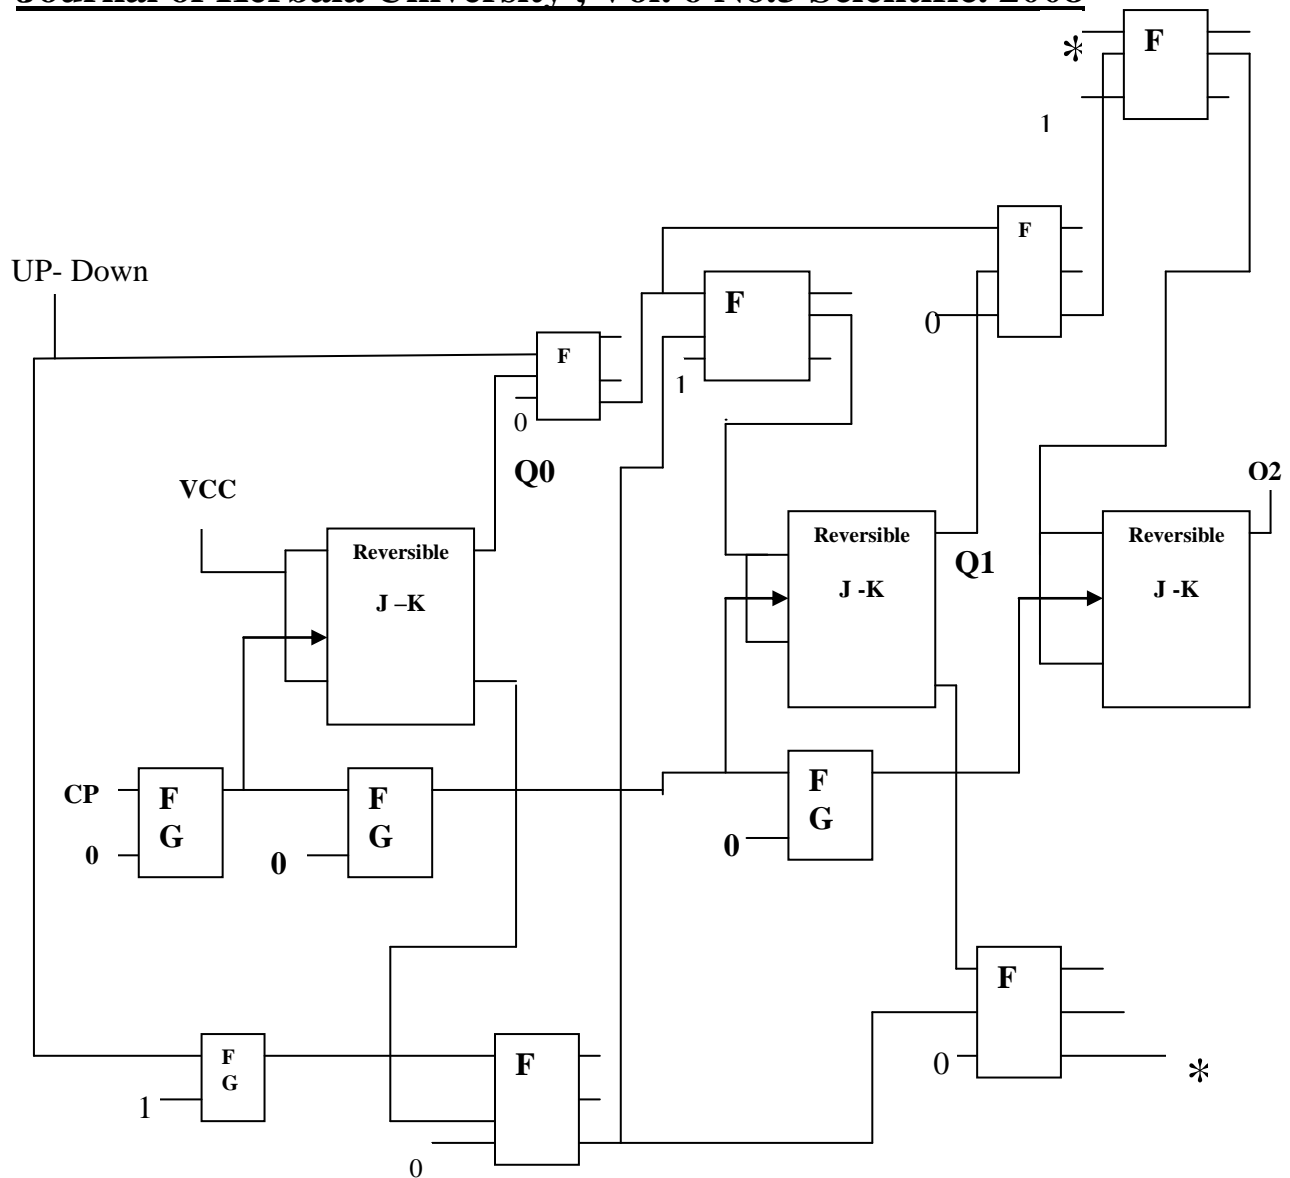 Journal of Kerbala University , Vol. 6 No.3 Scientific. 2008
F
*
1
F
UP- Down
F
0
F
1
0
Q0
VCC
O2
Reversible
J –K
Reversible
J -K
Q1
Reversible
J -K
CP
F
G
0
F
G
0
F
G
0
F
F
G
1
F
0
*
0